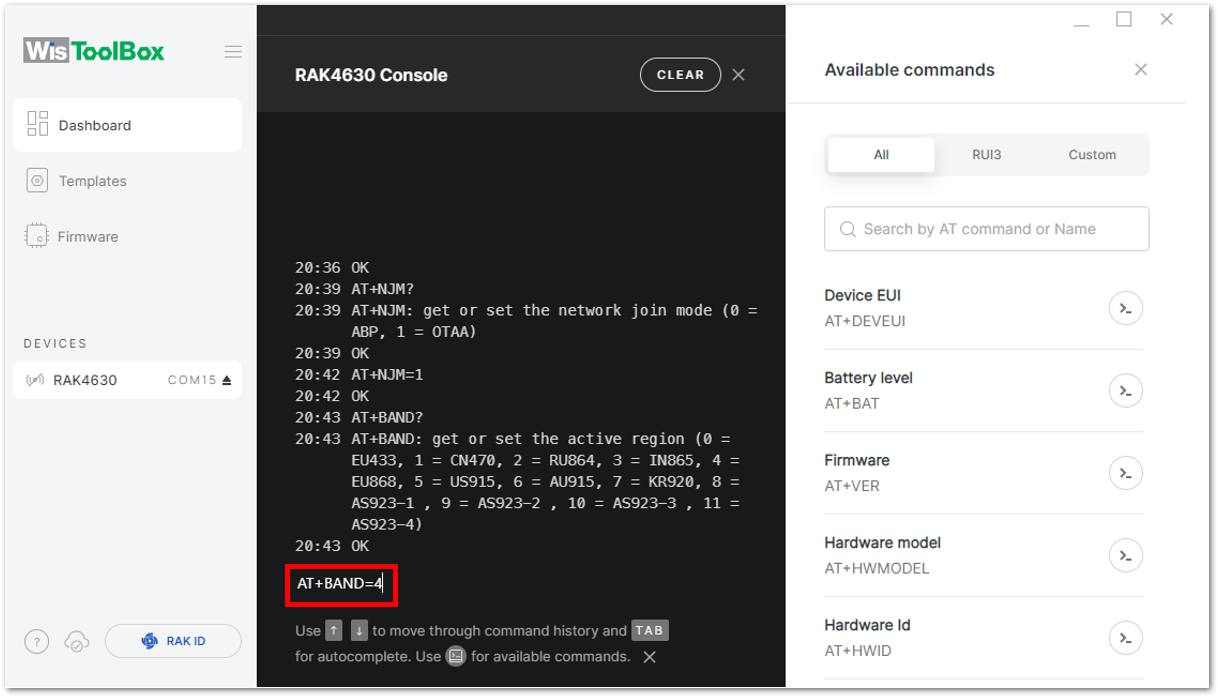 WisToolBox
Dashboard
Templates
Firmware
DEVICES
RAK4630 COM15
RAK ID
RAK4630 Console
CLEAR
20:36 OK
20:39 AT+NJM?
20:39 AT+NJM: get or set the network join mode (0 =
ABP, 1 = OTAA)
20:39 OK
20:42 AT+NJM=1
20:42 OK
20:43 AT+BAND?
20:43 AT+BAND: get or set the active region (0 =
EU433, 1 = CN470, 2 = RU864, 3 = IN865, 4 =
EU868, 5 = US915, 6 = AU915, 7 = KR920, 8 =
AS923-1 , 9 = AS923-2 , 10 = AS923-3 , 11 =
AS923-4)
20:43 OK
AT+BAND=4
Use ↑ ↓ to move through command history and TAB
for autocomplete. Use for available commands.
Available commands
All RUI3 Custom
Search by AT command or Name
Device EUI
AT+DEVEUI
Battery level
AT+BAT
Firmware
AT+VER
Hardware model
AT+HWMODEL
Hardware Id
AT+HWID